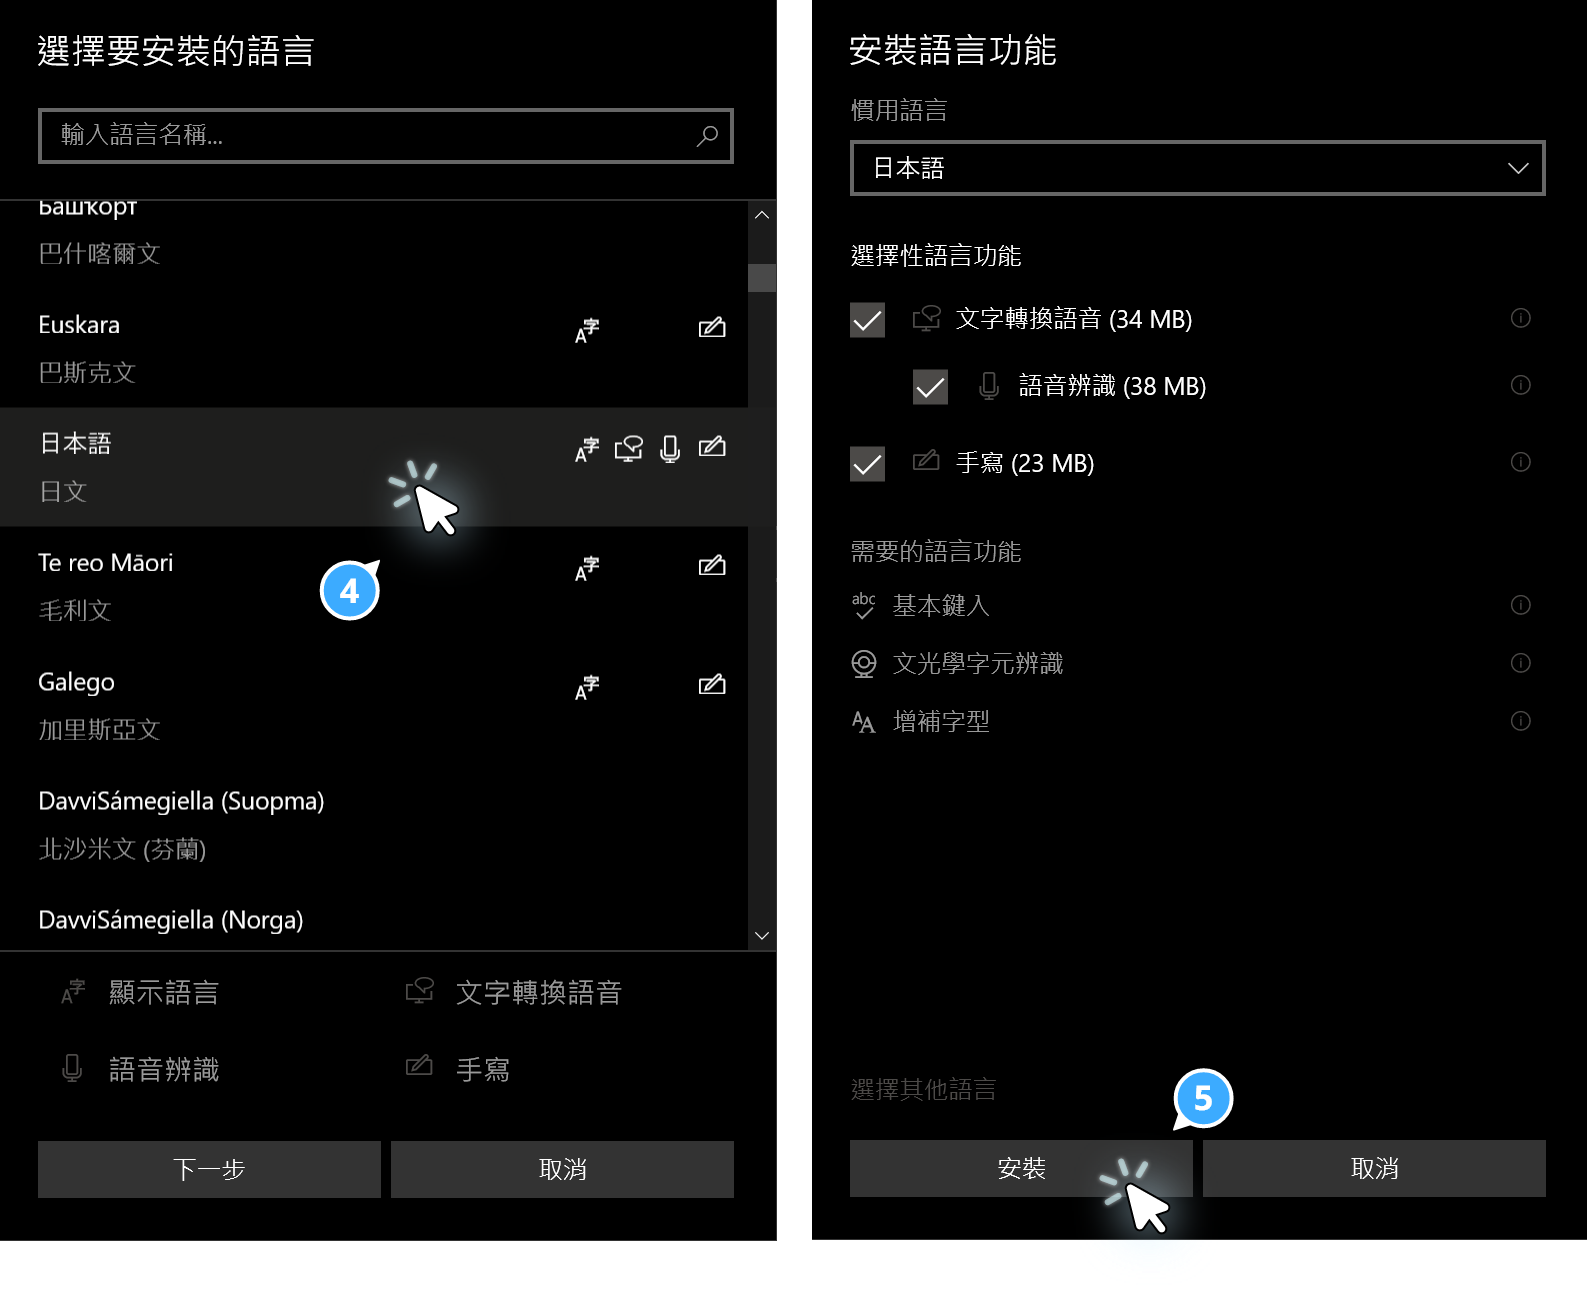 選擇要安裝的語言
輸入語言名稱...
Башҡорт
巴什喀爾文
Euskara
巴斯克文
日本語
日文
Te reo Māori
毛利文
Galego
加里斯亞文
DavviSámegiella (Suopma)
北沙米文 (芬蘭)
DavviSámegiella (Norga)
顯示語言
文字轉換語音
語音辨識
手寫
下一步
取消
4
安裝語言功能
慣用語言
日本語
選擇性語言功能
文字轉換語音 (34 MB)
語音辨識 (38 MB)
手寫 (23 MB)
需要的語言功能
abc
基本鍵入
文光學字元辨識
增補字型
選擇其他語言
5
安裝
取消